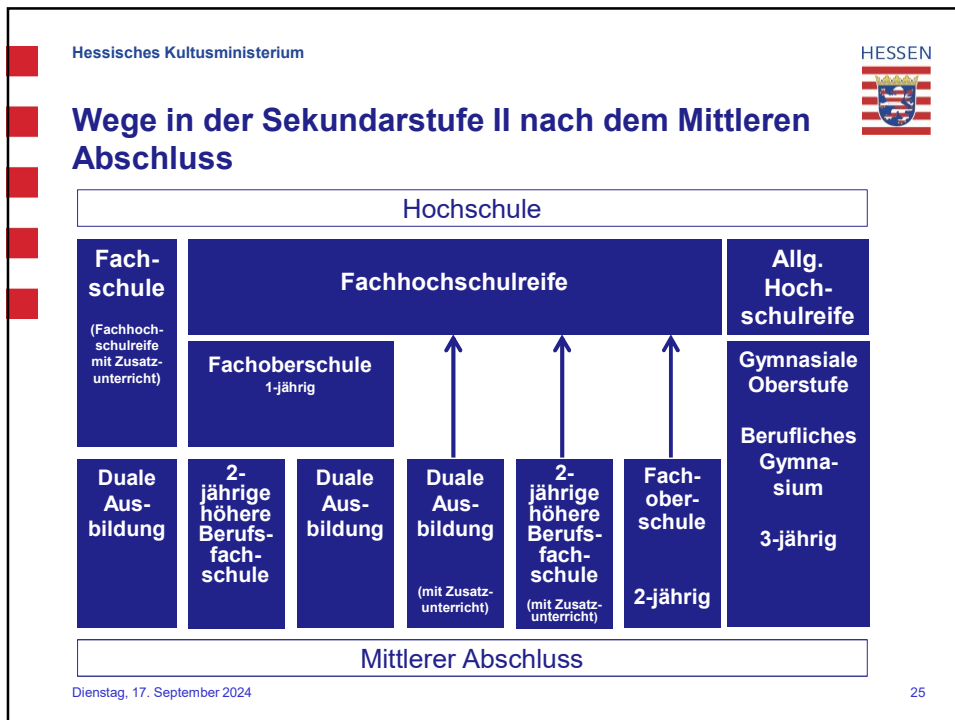 Hessisches Kultusministerium
HESSEN
Wege in der Sekundarstufe II nach dem Mittleren
Abschluss
Hochschule
Fach-
schule
(Fachhoch-
schulreife
mit Zusatz-
unterricht)
Fachhochschulreife
Allg.
Hoch-
schulreife
Fachoberschule
1-jährig
Gymnasiale
Oberstufe
Berufliches
Gymna-
sium
3-jährig
Duale
Aus-
bildung
2-
jährige
höhere
Berufs-
fach-
schule
Duale
Aus-
bildung
Duale
Aus-
bildung
(mit Zusatz-
unterricht)
2-
jährige
höhere
Berufs-
fach-
schule
(mit Zusatz-
unterricht)
Fach-
ober-
schule
2-jährig
Mittlerer Abschluss
Dienstag, 17. September 2024
25